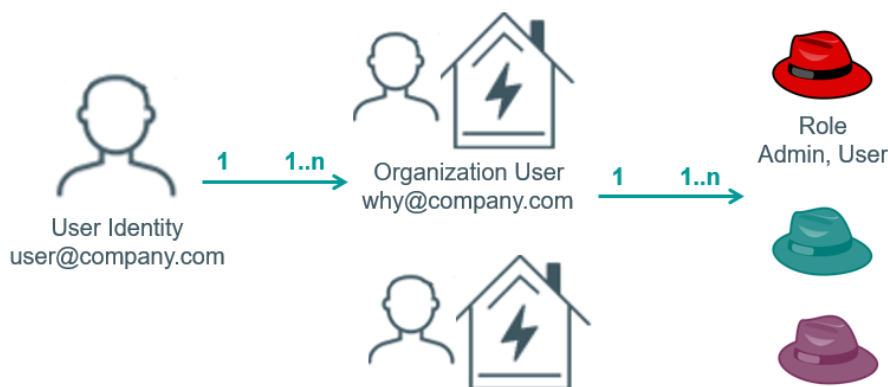 User Identity
user@company.com
1 1..n
Organization User
why@company.com
1 1..n
Role
Admin, User